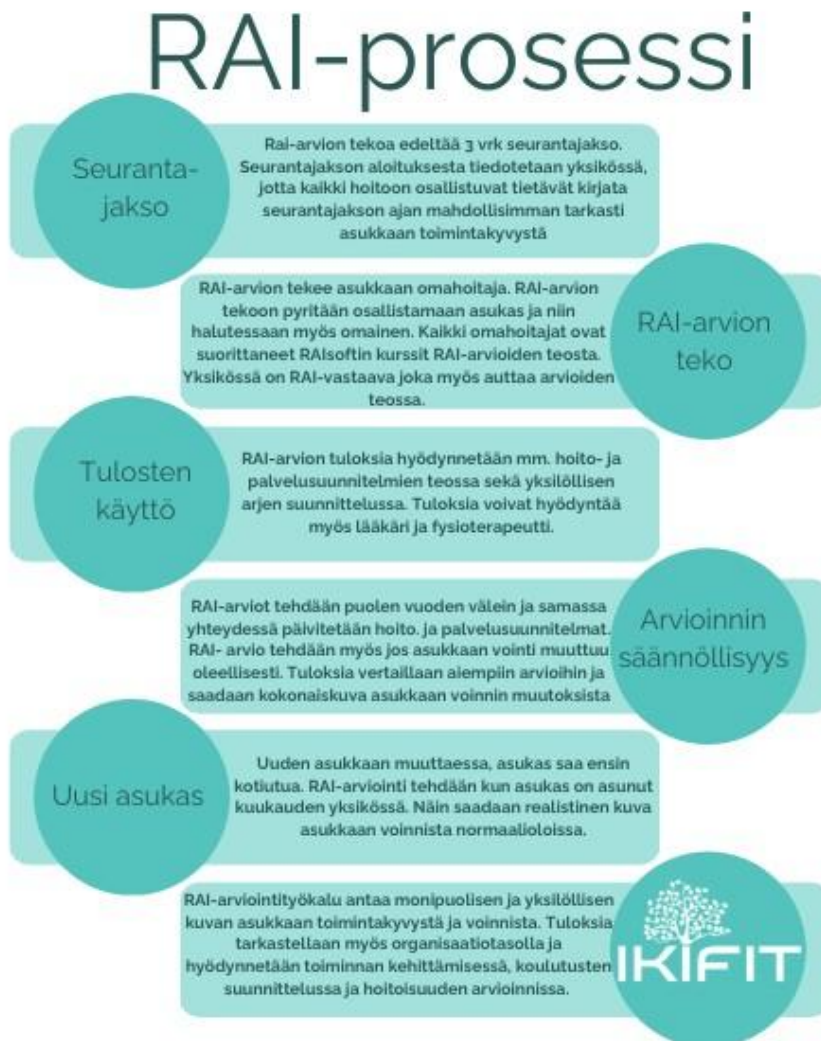 RAI-prosessi
Seuranta-
jakso
Rai-arvion tekoa edeltää 3 vrk seurantajakso.
Seurantajakson aloituksesta tiedotetaan yksikössä,
jotta kaikki hoitoon osallistuvat tietävät kirjata
seurantajakson ajan mahdollisimman tarkasti
asukkaan toimintakyvystä
RAI-arvion tekee asukkaan omahoitaja. RAI-arvion
tekoon pyritään osallistamaan asukas ja niin
halutessaan myös omainen. Kaikki omahoitajat ovat
suorittaneet RAIsoftin kurssit RAI-arvioiden teosta.
Yksikössä on RAI-vastaava joka myös auttaa arvioiden
teossa.
RAI-arvion
teko
Tulosten
käyttö
RAI-arvion tuloksia hyödynnetään mm. hoito- ja
palvelusuunnitelmien teossa sekä yksilöllisen
arjen suunnittelussa. Tuloksia voivat hyödyntää
myös lääkäri ja fysioterapeutti.
RAI-arviot tehdään puolen vuoden välein ja samassa
yhteydessä päivitetään hoito. ja palvelusuunnitelmat.
RAI- arvio tehdään myös jos asukkaan vointi muuttuu
oleellisesti. Tuloksia vertaillaan aiempiin arvioihin ja
saadaan kokonaiskuva asukkaan voinnin muutoksista
Arvioinnin
säännöllisyys
Uusi asukas
Uuden asukkaan muuttaessa, asukas saa ensin
kotiutua. RAI-arviointi tehdään kun asukas on asunut
kuukauden yksikössä. Näin saadaan realistinen kuva
asukkaan voinnista normaalioloissa.
RAI-arviointityökalu antaa monipuolisen ja yksilöllisen
kuvan asukkaan toimintakyvystä ja voinnista. Tuloksia
tarkastellaan myös organisaatiotasolla ja
hyödynnetään toiminnan kehittämisessä, koulutusten
suunnittelussa ja hoitoisuuden arvioinnissa.
IKIFIT